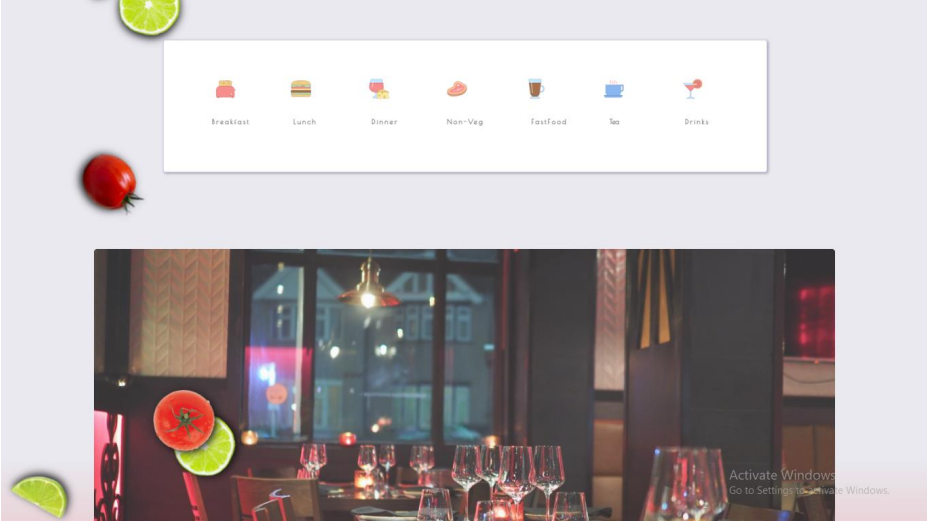 Breakfast
Lunch
Dinner
Non-Veg
FastFood
Tea
Drinks
Activate Windows
Go to Settings to Activate Windows.